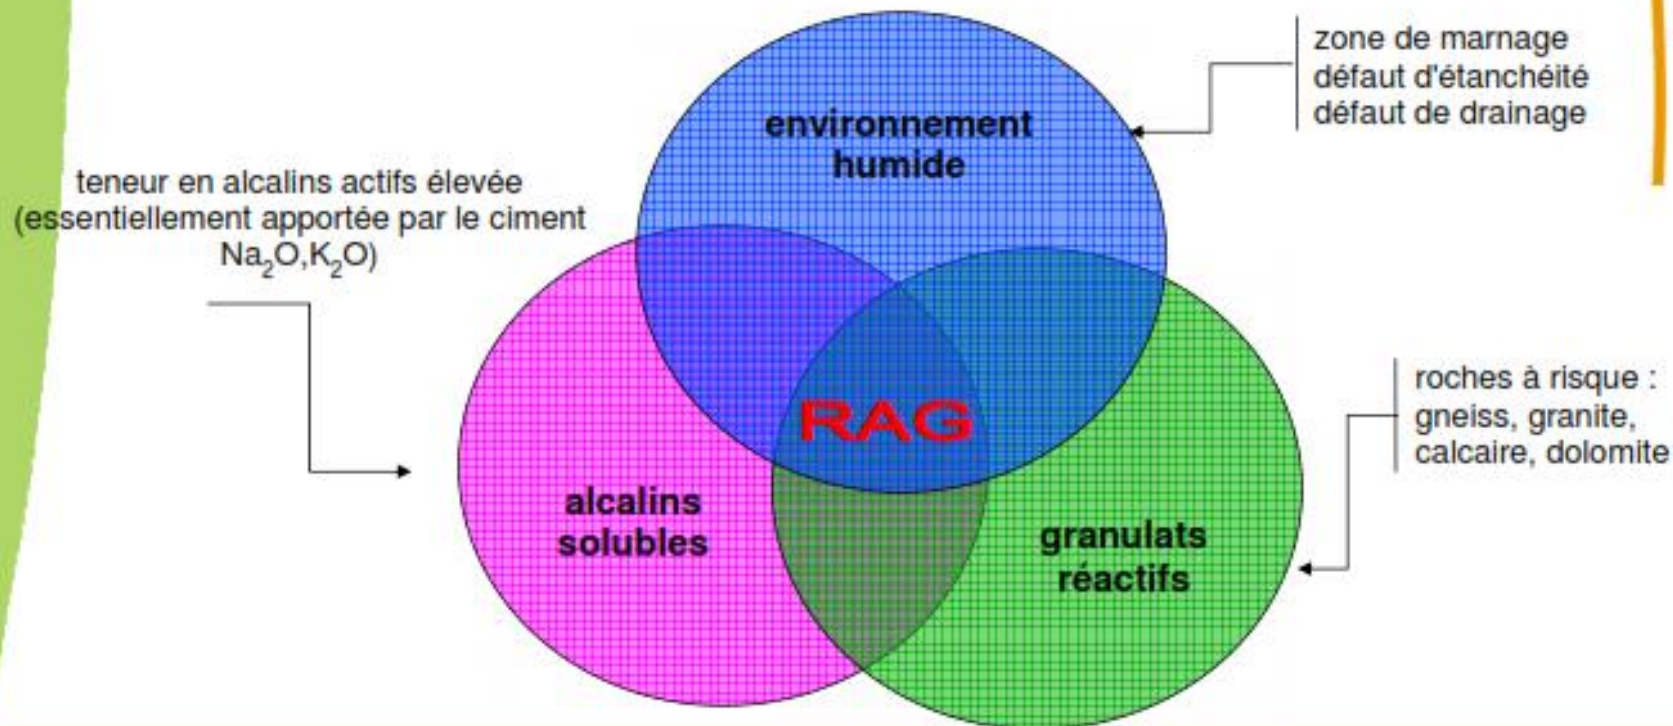 zone de marnage
défaut d'étanchéité
défaut de drainage
environnement
humide
teneur en alcalins actifs élevée
(essentiellement apportée par le ciment
Na₂O,K₂O)
roches à risque :
gneiss, granite,
calcaire, dolomite
RAG
alcalins
solubles
granulats
réactifs